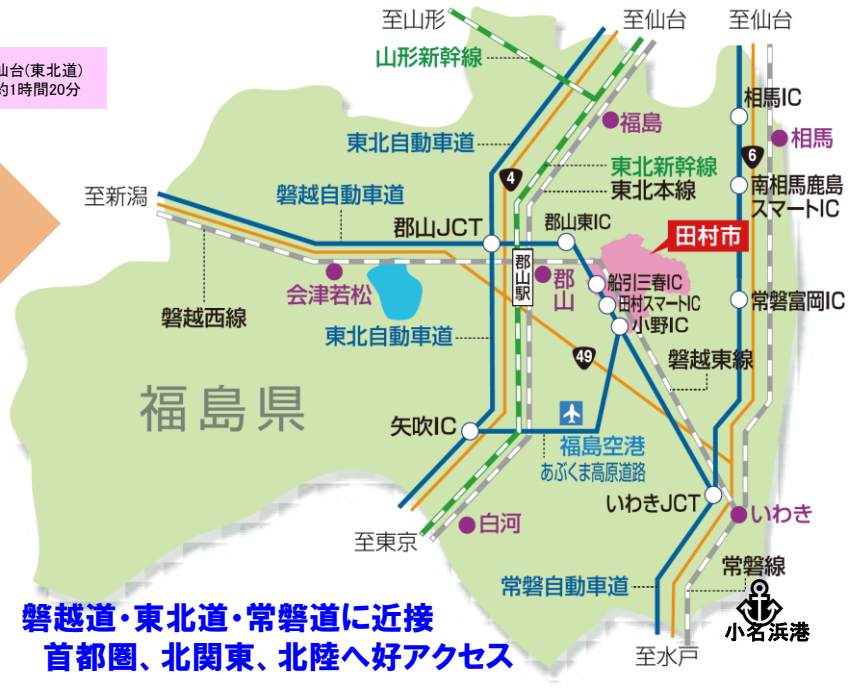 至山形
至仙台
至仙台
山形新幹線
仙台(東北道)
約1時間20分
相馬IC
福島
相馬
東北自動車道
6
東北新幹線
4
東北本線
南相馬鹿島
スマートIC
至新潟
磐越自動車道
郡山JCT
郡山東IC
田村市
郡山駅
郡山
船引三春IC
会津若松
田村スマートIC
常磐富岡IC
磐越西線
小野IC
東北自動車道
49
磐越東線
福島県
矢吹IC
福島空港
あぶくま高原道路
いわきJCT
いわき
白河
至東京
常磐線
常磐自動車道
磐越道・東北道・常磐道に近接
小名浜港
首都圏、北関東、北陸へ好アクセス
至水戸